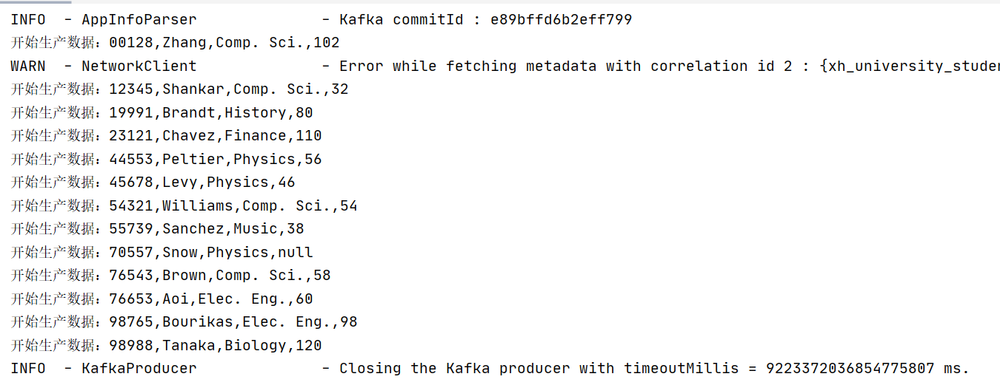 INFO  - AppInfoParser              - Kafka commitId : e89bffd6b2eff799
开始生产数据：00128,Zhang,Comp. Sci.,102
WARN  - NetworkClient              - Error while fetching metadata with correlation id 2 : {xh_university_studen
开始生产数据：12345,Shankar,Comp. Sci.,32
开始生产数据：19991,Brandt,History,80
开始生产数据：23121,Chavez,Finance,110
开始生产数据：44553,Peltier,Physics,56
开始生产数据：45678,Levy,Physics,46
开始生产数据：54321,Williams,Comp. Sci.,54
开始生产数据：55739,Sanchez,Music,38
开始生产数据：70557,Snow,Physics,null
开始生产数据：76543,Brown,Comp. Sci.,58
开始生产数据：76653,Aoi,Elec. Eng.,60
开始生产数据：98765,Bourikas,Elec. Eng.,98
开始生产数据：98988,Tanaka,Biology,120
INFO  - KafkaProducer              - Closing the Kafka producer with timeoutMillis = 9223372036854775807 ms.